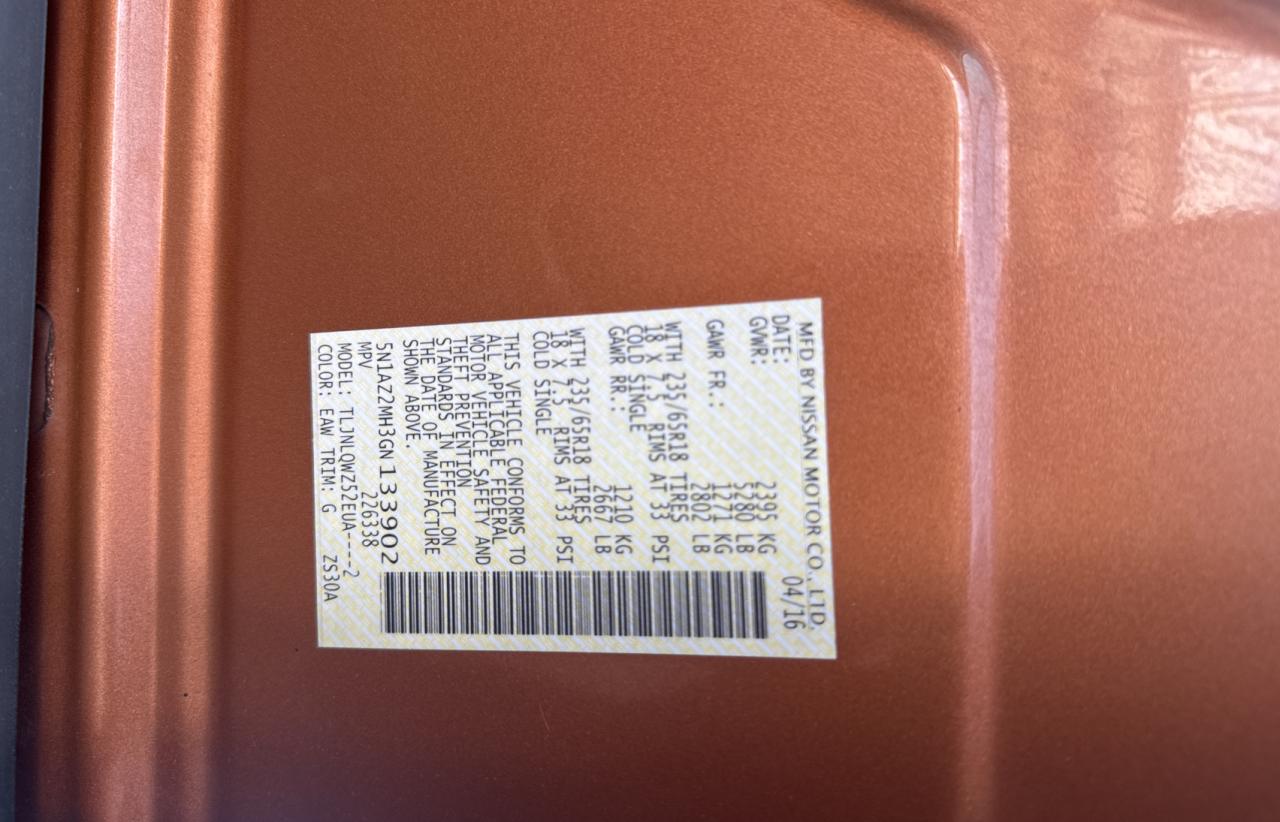 MFD BY NISSAN MOTOR CO., LTD.
DATE: 04/16
GVWR: 2395 KG
5280 LB
GAWR FR.: 1271 KG
2802 LB
WITH 235/65R18 TIRES
18 X 7.5 RIMS AT 33 PSI
COLD SINGLE
GAWR RR.: 1210 KG
2667 LB
WITH 235/65R18 TIRES
18 X 7.5 RIMS AT 33 PSI
COLD SINGLE
THIS VEHICLE CONFORMS TO
ALL APPLICABLE FEDERAL
MOTOR VEHICLE SAFETY AND
THEFT PREVENTION
STANDARDS IN EFFECT ON
THE DATE OF MANUFACTURE
SHOWN ABOVE.
5N1AZ2MH3GN133902
MPV 226338
MODEL: TLJNLQWZ52EUA----2
COLOR: EAW TRIM: G ZS30A